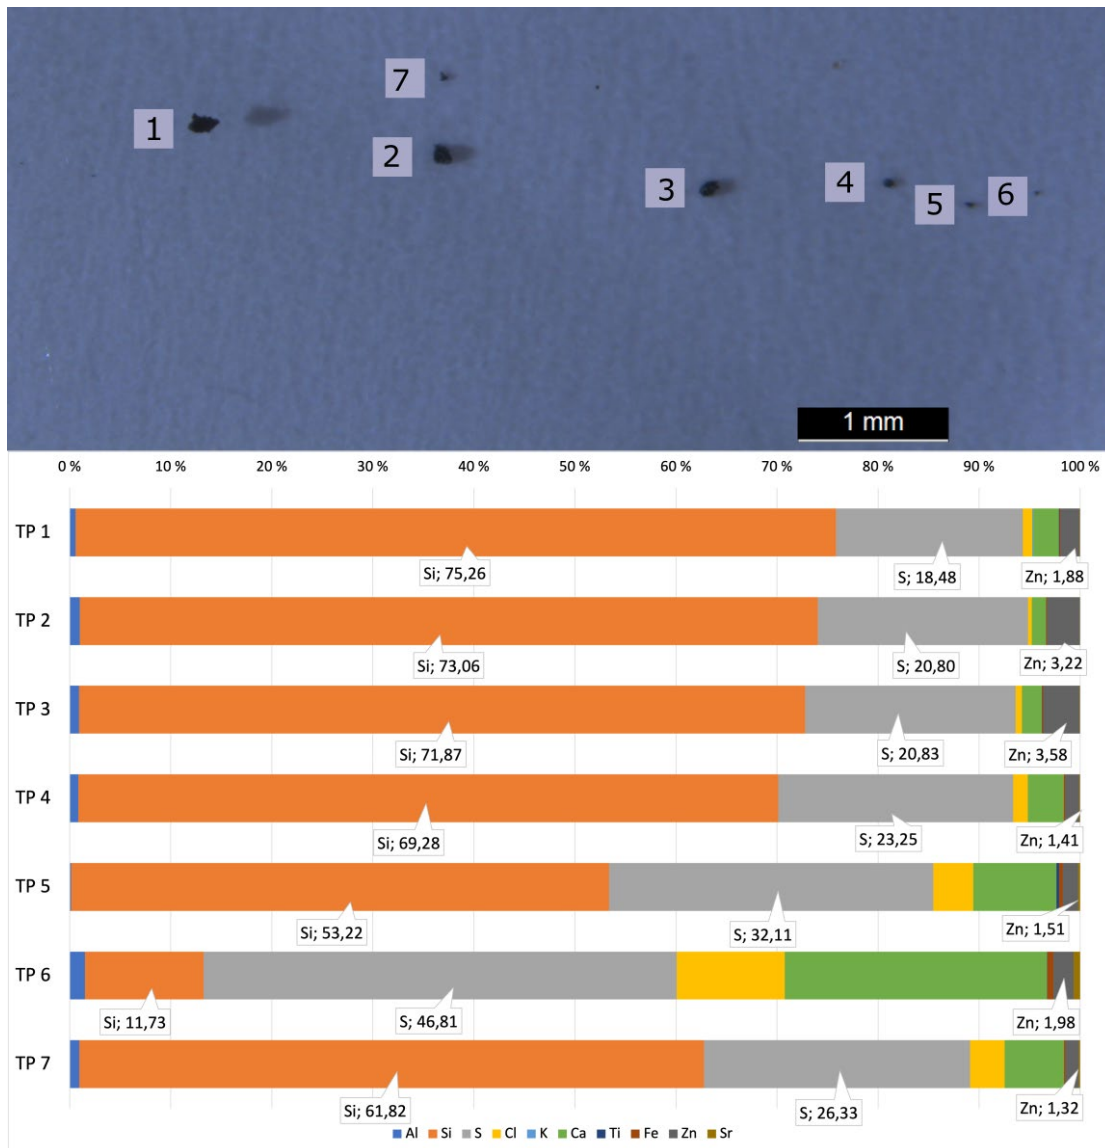 7
1
2
3
4
5
6
1 mm
0 % 10 % 20 % 30 % 40 % 50 % 60 % 70 % 80 % 90 % 100 %
TP 1
Si; 75,26
S; 18,48
Zn; 1,88
TP 2
Si; 73,06
S; 20,80
Zn; 3,22
TP 3
Si; 71,87
S; 20,83
Zn; 3,58
TP 4
Si; 69,28
S; 23,25
Zn; 1,41
TP 5
Si; 53,22
S; 32,11
Zn; 1,51
TP 6
Si; 11,73
S; 46,81
Zn; 1,98
TP 7
Si; 61,82
S; 26,33
Zn; 1,32
Al Si S Cl K Ca Ti Fe Zn Sr